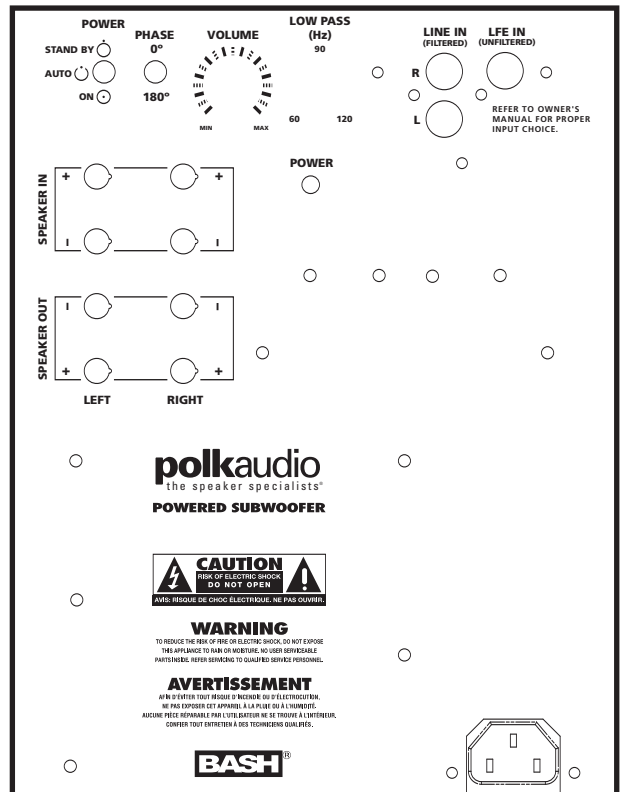 POWER
STAND BY
AUTO
ON
PHASE
0°
180°
VOLUME
MIN
MAX
LOW PASS
(Hz)
90
60
120
LINE IN
(FILTERED)
R
L
LFE IN
(UNFILTERED)
REFER TO OWNER'S
MANUAL FOR PROPER
INPUT CHOICE.
SPEAKER IN
+ +
– –
POWER
SPEAKER OUT
– –
+ +
LEFT RIGHT
polkaudio
the speaker specialists®
POWERED SUBWOOFER
CAUTION
RISK OF ELECTRIC SHOCK
DO NOT OPEN
AVIS: RISQUE DE CHOC ÉLECTRIQUE. NE PAS OUVRIR.
WARNING
TO REDUCE THE RISK OF FIRE OR ELECTRIC SHOCK, DO NOT EXPOSE
THIS APPLIANCE TO RAIN OR MOISTURE. NO USER SERVICEABLE
PARTS INSIDE. REFER SERVICING TO QUALIFIED SERVICE PERSONNEL.
AVERTISSEMENT
AFIN D'ÉVITER TOUT RISQUE D'INCENDIE OU D'ÉLECTROCUTION,
NE PAS EXPOSER CET APPAREIL À LA PLUIE OU À L'HUMIDITÉ.
AUCUNE PIÈCE RÉPARABLE PAR L'UTILISATEUR NE SE TROUVE À L'INTÉRIEUR.
CONFIER TOUT ENTRETIEN À DES TECHNICIENS QUALIFIÉS.
BASH®